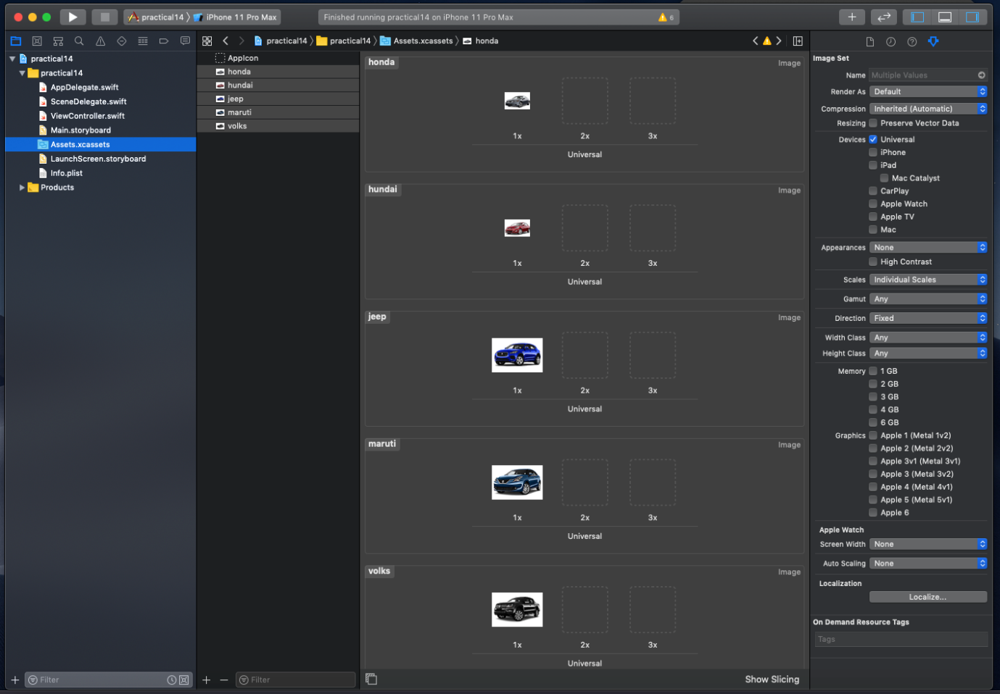 practical14 〉 iPhone 11 Pro Max
Finished running practical14 on iPhone 11 Pro Max
6
practical14
practical14
AppDelegate.swift
SceneDelegate.swift
ViewController.swift
Main.storyboard
Assets.xcassets
LaunchScreen.storyboard
Info.plist
Products
Filter
practical14 〉 practical14 〉 Assets.xcassets 〉 honda
AppIcon
honda
hundai
jeep
maruti
volks
Filter
honda
Image
1x 2x 3x
Universal
hundai
Image
1x 2x 3x
Universal
jeep
Image
1x 2x 3x
Universal
maruti
Image
1x 2x 3x
Universal
volks
Image
1x 2x 3x
Universal
Show Slicing
Image Set
Name Multiple Values
Render As Default
Compression Inherited (Automatic)
Resizing Preserve Vector Data
Devices Universal
iPhone
iPad
Mac Catalyst
CarPlay
Apple Watch
Apple TV
Mac
Appearances None
High Contrast
Scales Individual Scales
Gamut Any
Direction Fixed
Width Class Any
Height Class Any
Memory 1 GB
2 GB
3 GB
4 GB
6 GB
Graphics Apple 1 (Metal 1v2)
Apple 2 (Metal 2v2)
Apple 3v1 (Metal 3v1)
Apple 3 (Metal 3v2)
Apple 4 (Metal 4v1)
Apple 5 (Metal 5v1)
Apple 6
Apple Watch
Screen Width None
Auto Scaling None
Localization
Localize...
On Demand Resource Tags
Tags